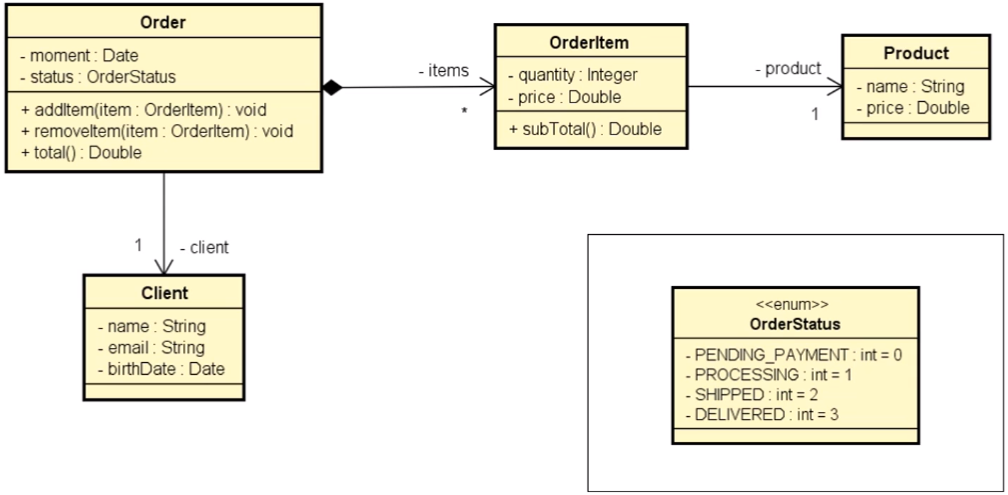 Order
- moment : Date
- status : OrderStatus
+ addItem(item : OrderItem) : void
+ removeItem(item : OrderItem) : void
+ total() : Double
- items
*
OrderItem
- quantity : Integer
- price : Double
+ subTotal() : Double
- product
1
Product
- name : String
- price : Double
1
- client
Client
- name : String
- email : String
- birthDate : Date
<<enum>>
OrderStatus
- PENDING_PAYMENT : int = 0
- PROCESSING : int = 1
- SHIPPED : int = 2
- DELIVERED : int = 3